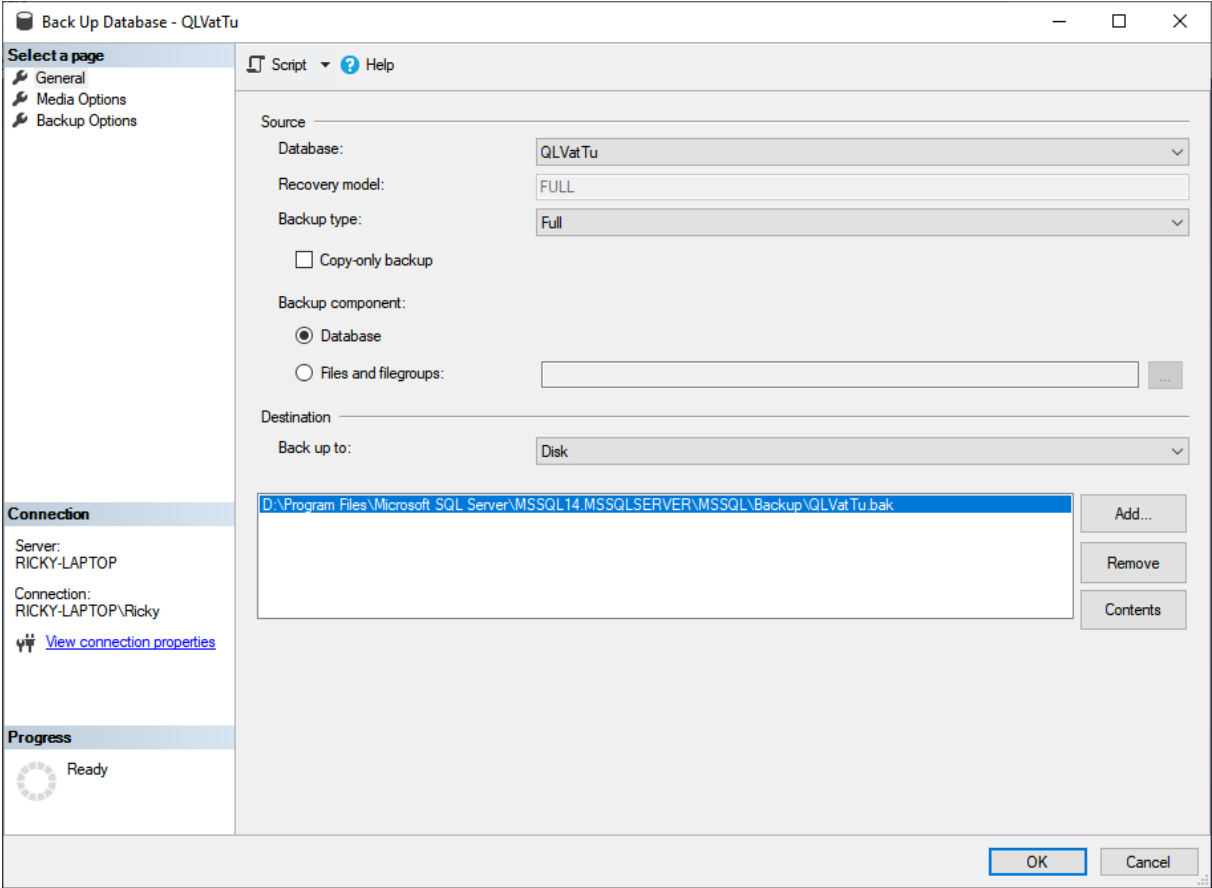 Back Up Database - QLVatTu
Select a page
General
Media Options
Backup Options
Script
Help
Source
Database:
QLVatTu
Recovery model:
FULL
Backup type:
Full
Copy-only backup
Backup component:
Database
Files and filegroups:
...
Destination
Back up to:
Disk
D:\Program Files\Microsoft SQL Server\MSSQL14.MSSQLSERVER\MSSQL\Backup\QLVatTu.bak
Add...
Remove
Contents
Connection
Server:
RICKY-LAPTOP
Connection:
RICKY-LAPTOP\Ricky
View connection properties
Progress
Ready
OK
Cancel